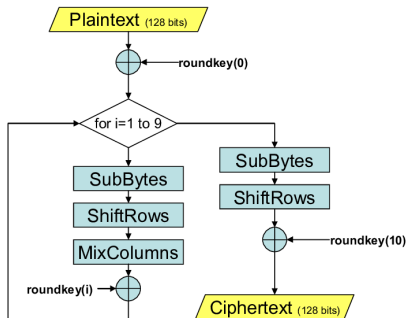 Plaintext (128 bits)
roundkey(0)
for i=1 to 9
SubBytes
ShiftRows
MixColumns
roundkey(i)
SubBytes
ShiftRows
roundkey(10)
Ciphertext (128 bits)